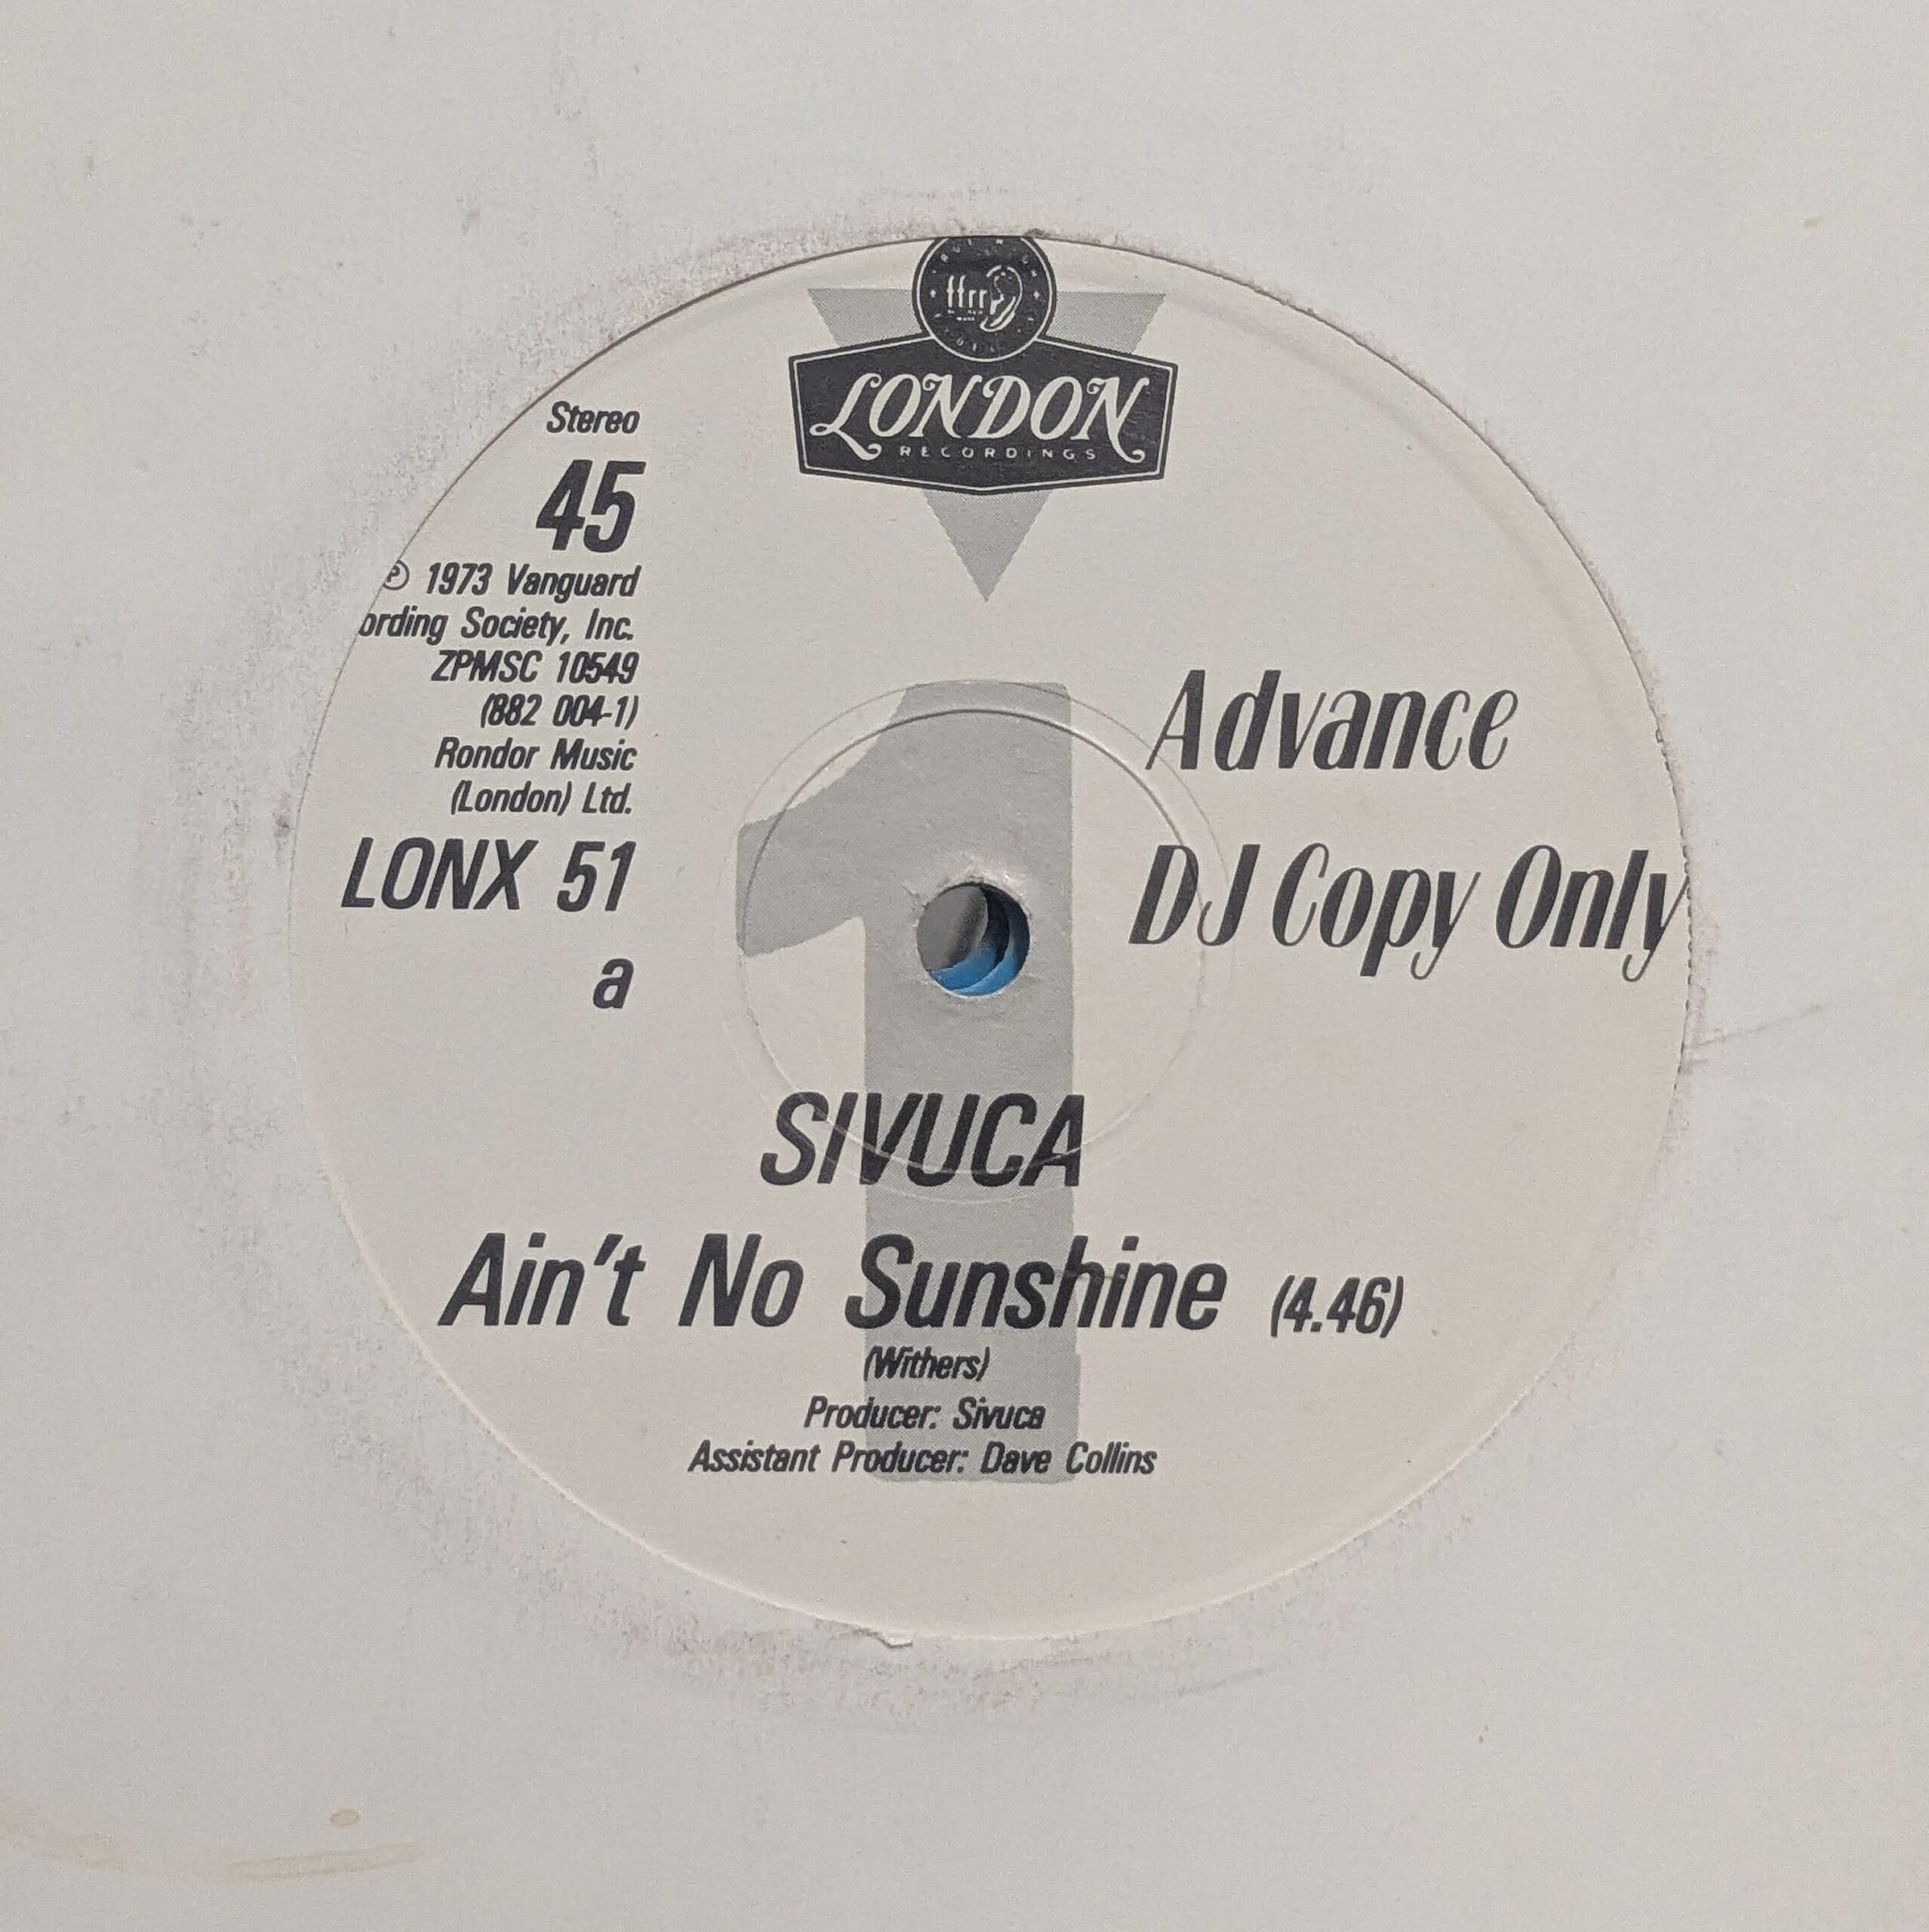 ffrr
LONDON
RECORDINGS
Stereo
45
℗ 1973 Vanguard
ording Society, Inc.
ZPMSC 10549
(882 004-1)
Rondor Music
(London) Ltd.
LONX 51
a
Advance
DJ Copy Only
1
SIVUCA
Ain't No Sunshine (4.46)
(Withers)
Producer: Sivuca
Assistant Producer: Dave Collins